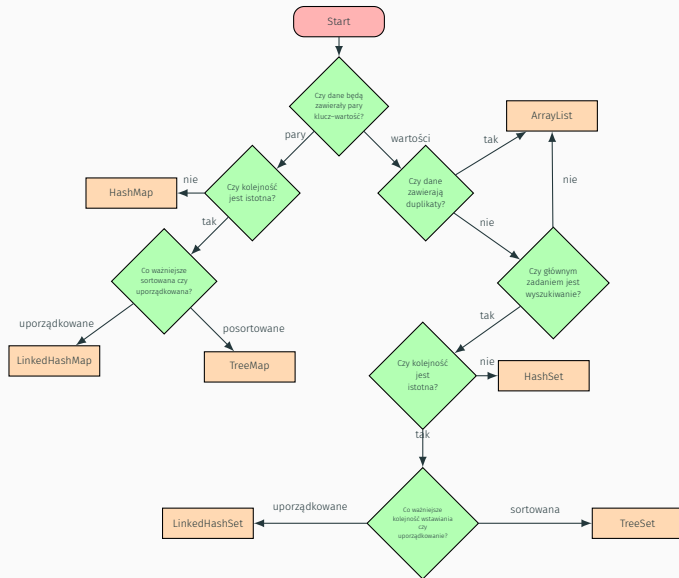 Start
Czy dane będą
zawierały pary
klucz-wartość?
pary
wartości
ArrayList
tak
nie
Czy kolejność
jest istotna?
nie
HashMap
Czy dane
zawierają
duplikaty?
tak
nie
Co ważniejsze
sortowana czy
uporządkowana?
Czy głównym
zadaniem jest
wyszukiwanie?
uporządkowane
posortowane
tak
LinkedHashMap
TreeMap
Czy kolejność
jest
istotna?
nie
HashSet
tak
Co ważniejsze
kolejność wstawiania
czy
uporządkowanie?
uporządkowane
sortowana
LinkedHashSet
TreeSet